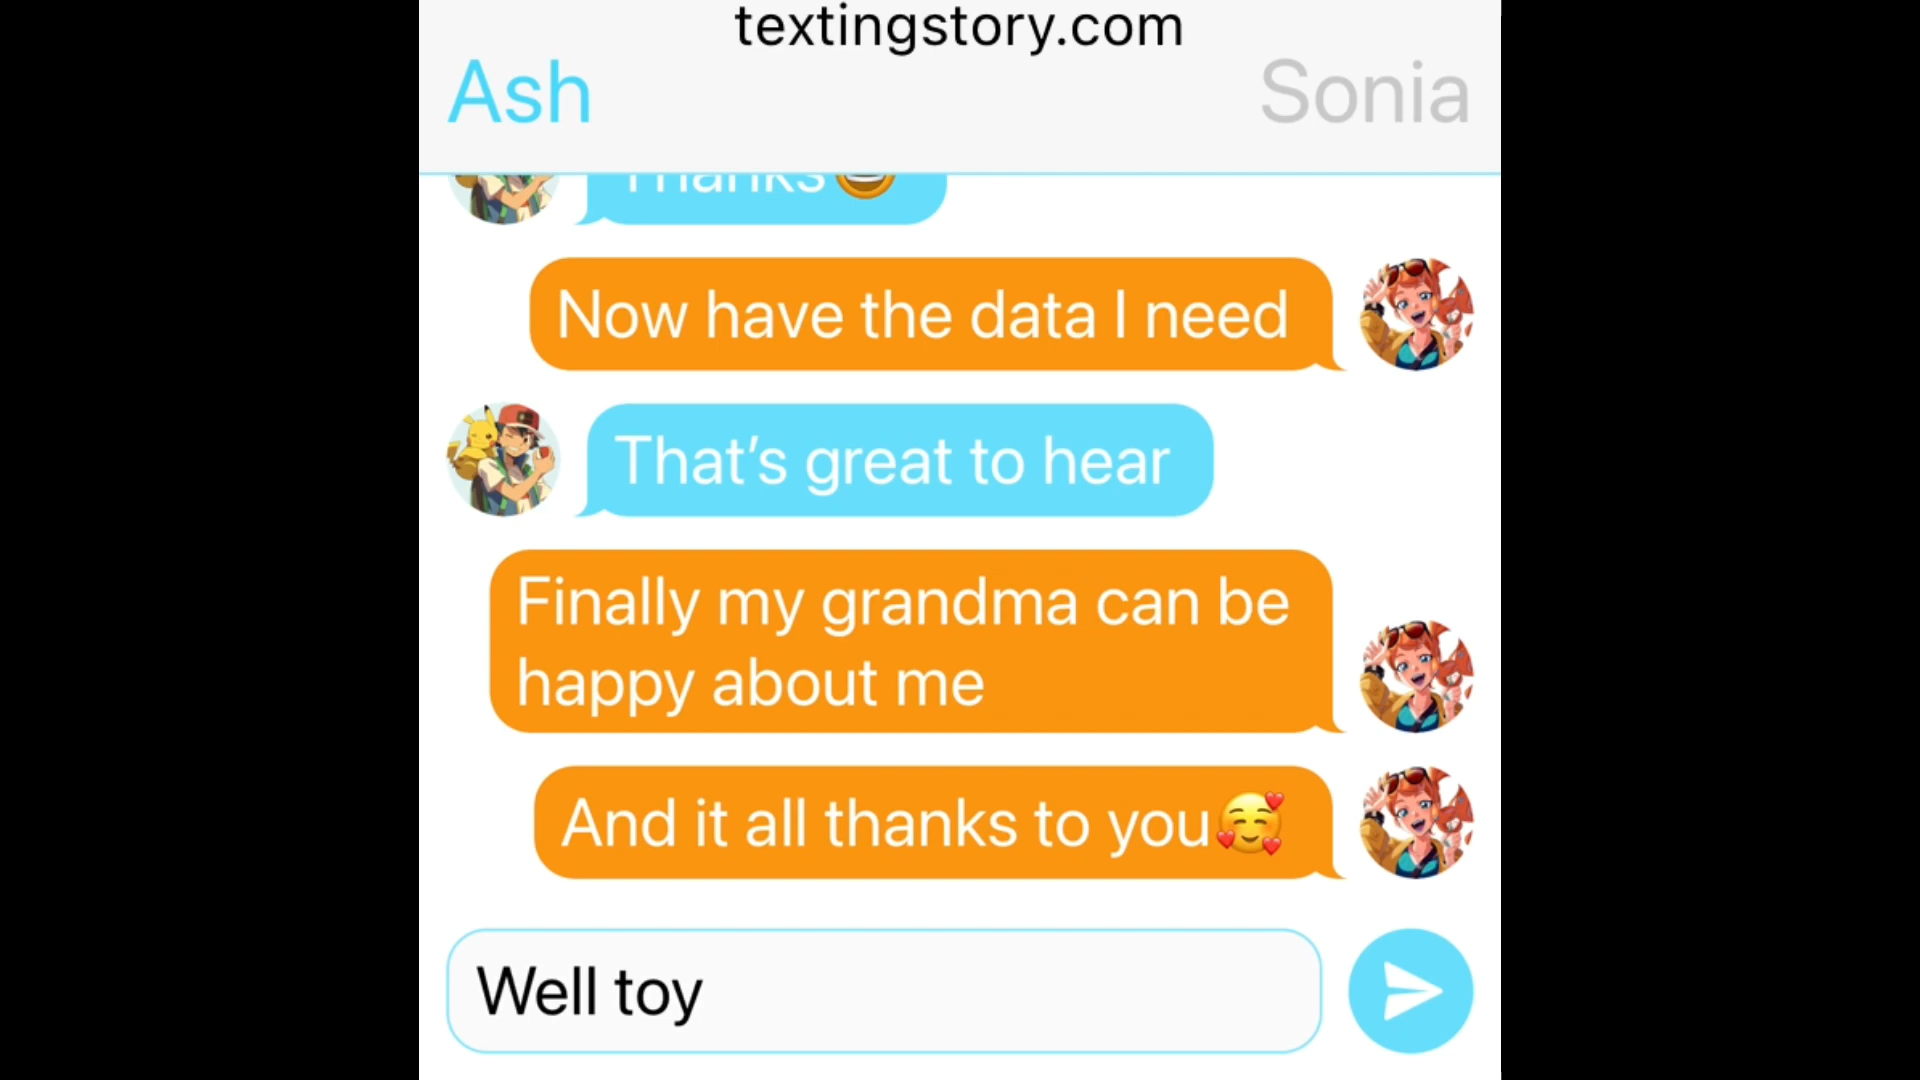 textingstory.com
Ash
Sonia
Thanks
Now have the data I need
That’s great to hear
Finally my grandma can be
happy about me
And it all thanks to you🥰
Well toy